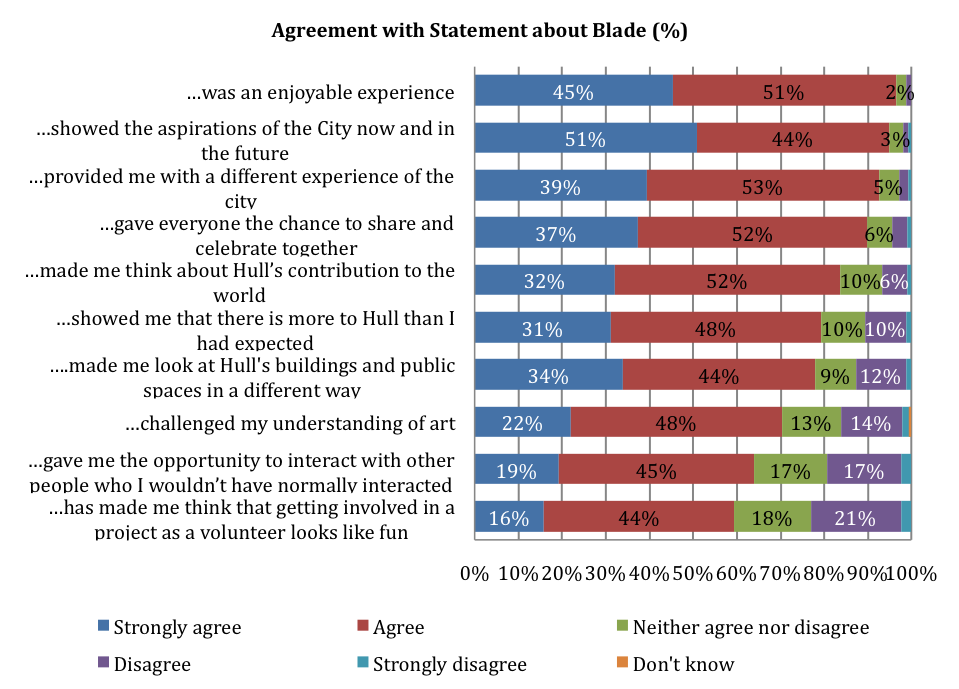 Agreement with Statement about Blade (%)
...was an enjoyable experience
45% 51% 2%
...showed the aspirations of the City now and in
the future
51% 44% 3%
...provided me with a different experience of the
city
39% 53% 5%
...gave everyone the chance to share and
celebrate together
37% 52% 6%
...made me think about Hull’s contribution to the
world
32% 52% 10% 6%
...showed me that there is more to Hull than I
had expected
31% 48% 10% 10%
....made me look at Hull's buildings and public
spaces in a different way
34% 44% 9% 12%
...challenged my understanding of art
22% 48% 13% 14%
...gave me the opportunity to interact with other
people who I wouldn’t have normally interacted
19% 45% 17% 17%
...has made me think that getting involved in a
project as a volunteer looks like fun
16% 44% 18% 21%
0% 10% 20% 30% 40% 50% 60% 70% 80% 90% 100%
Strongly agree Agree Neither agree nor disagree
Disagree Strongly disagree Don't know